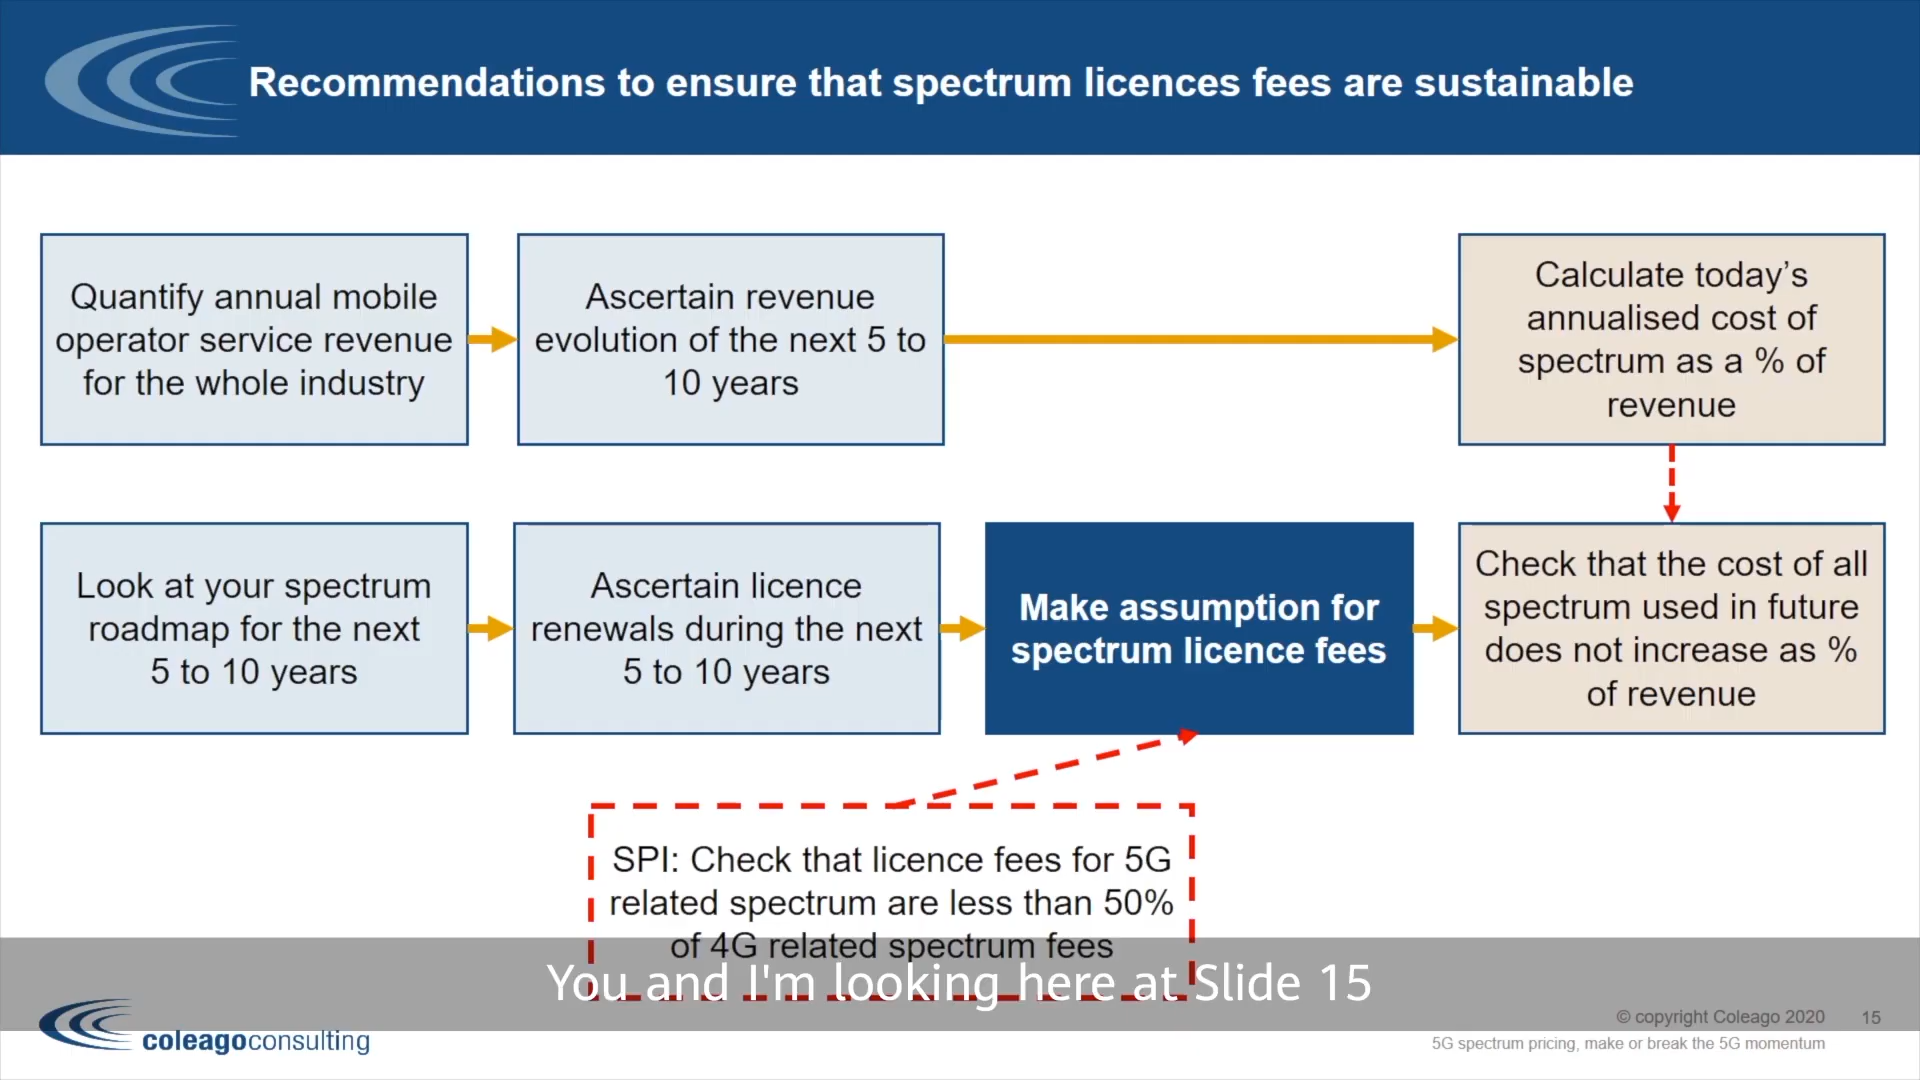 Recommendations to ensure that spectrum licences fees are sustainable
Quantify annual mobile
operator service revenue
for the whole industry
Ascertain revenue
evolution of the next 5 to
10 years
Calculate today's
annualised cost of
spectrum as a % of
revenue
Look at your spectrum
roadmap for the next
5 to 10 years
Ascertain licence
renewals during the next
5 to 10 years
Make assumption for
spectrum licence fees
Check that the cost of all
spectrum used in future
does not increase as %
of revenue
SPI: Check that licence fees for 5G
related spectrum are less than 50%
of 4G related spectrum fees
You and I'm looking here at Slide 15
coleagoconsulting
© copyright Coleago 2020 15
5G spectrum pricing, make or break the 5G momentum